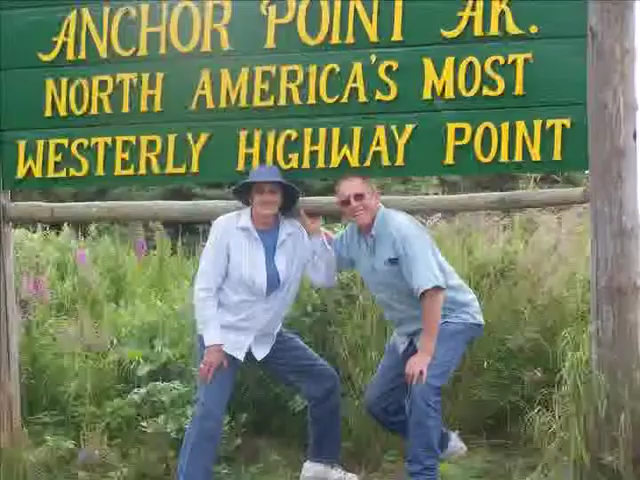 ANCHOR POINT AK.
NORTH AMERICA'S MOST
WESTERLY HIGHWAY POINT